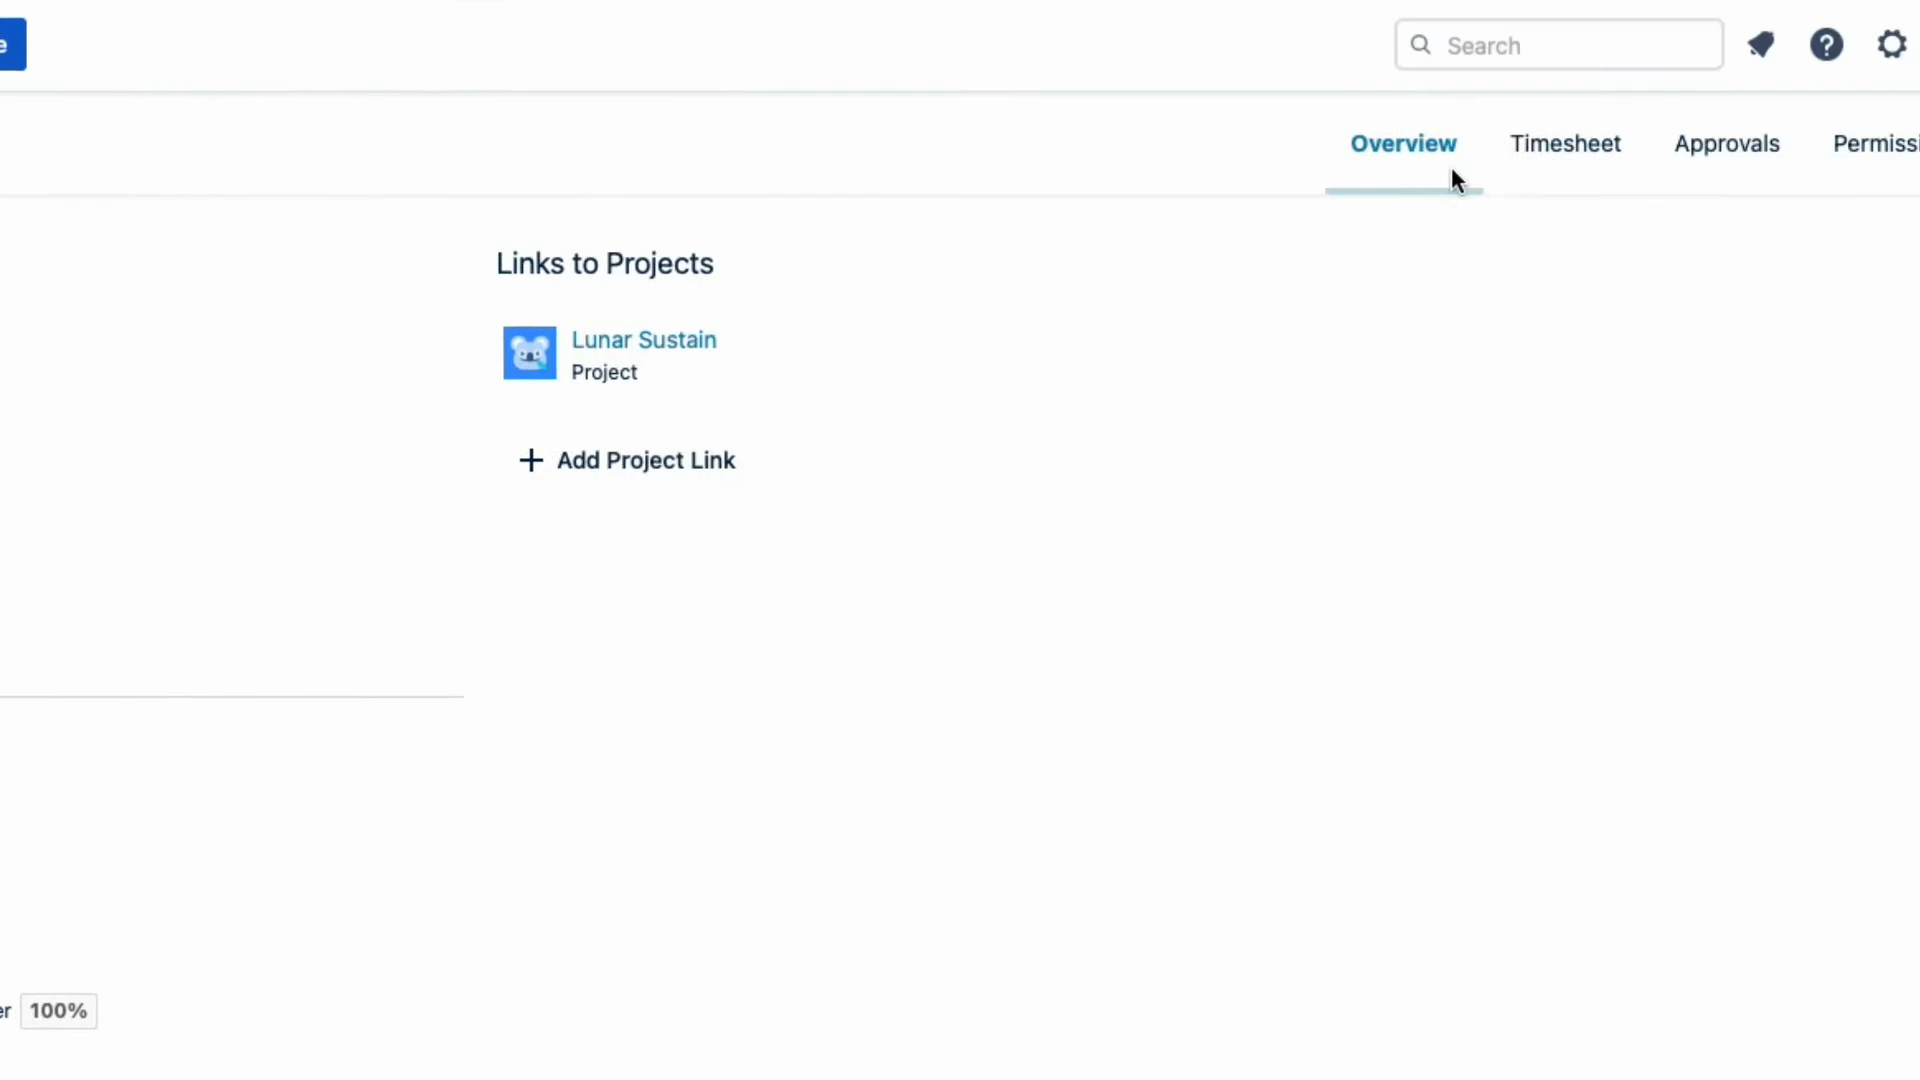 Search
Overview Timesheet Approvals
Links to Projects
Lunar Sustain
Project
+ Add Project Link
100%